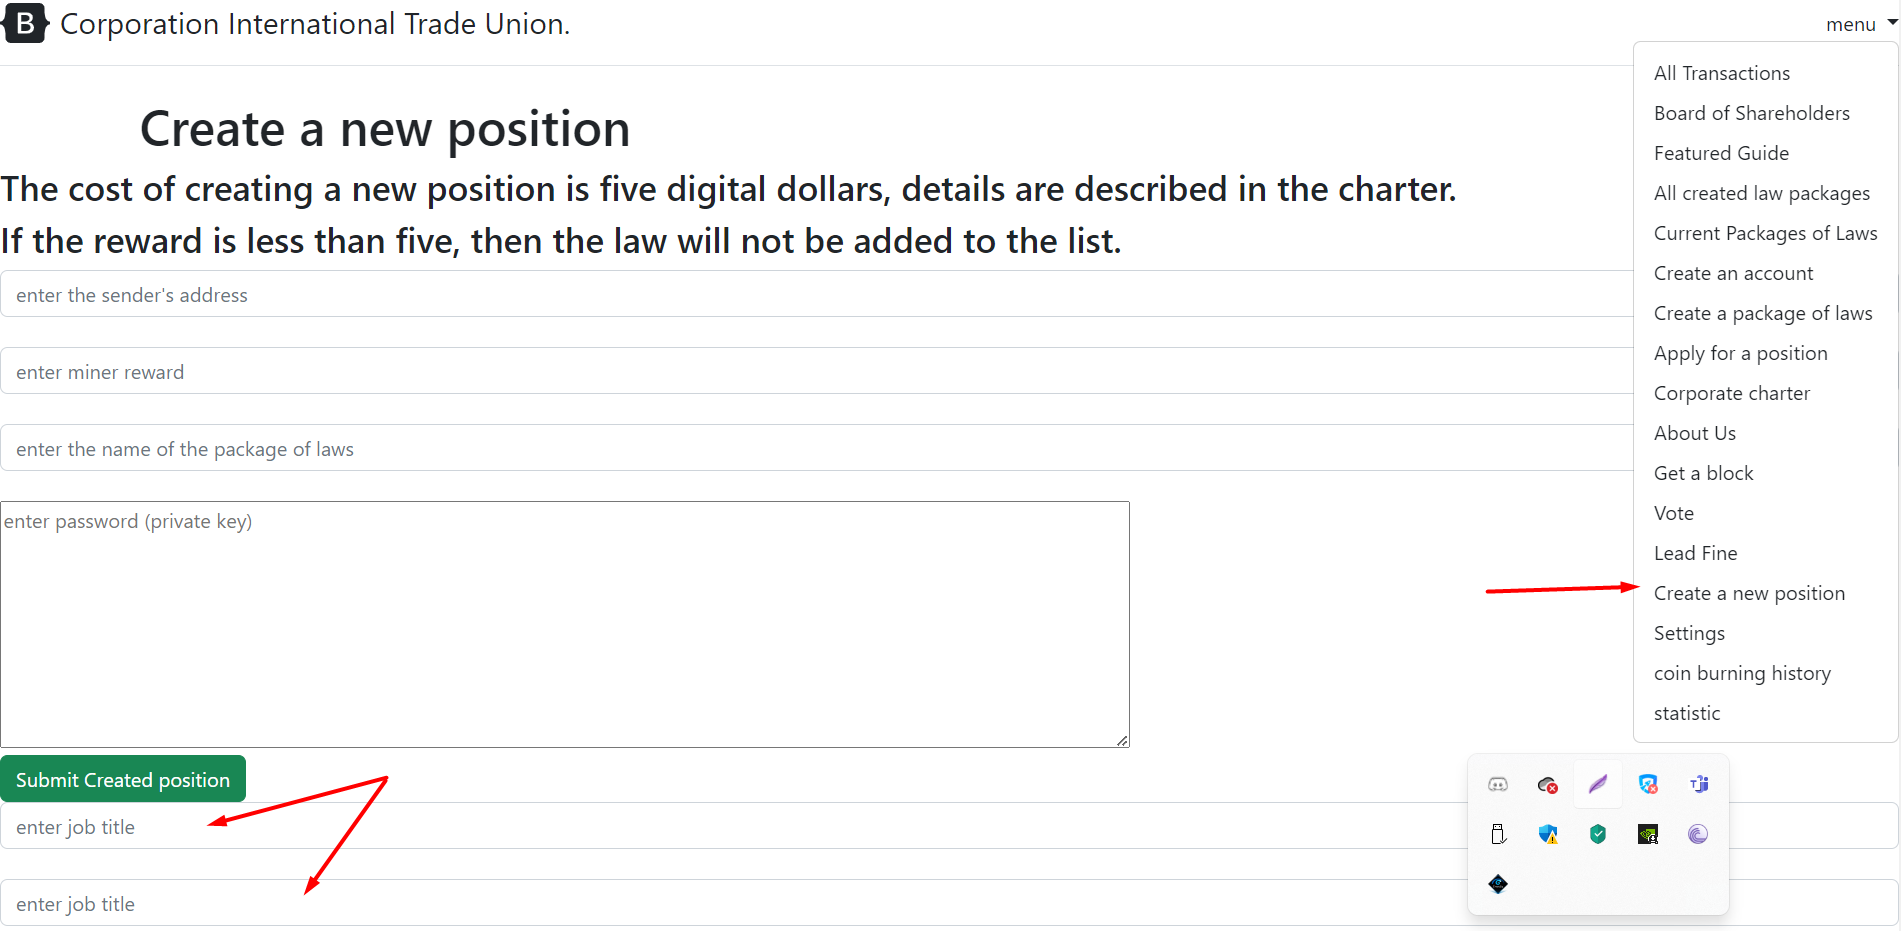 B Corporation International Trade Union.
menu
All Transactions
Board of Shareholders
Featured Guide
All created law packages
Current Packages of Laws
Create an account
Create a package of laws
Apply for a position
Corporate charter
About Us
Get a block
Vote
Lead Fine
Create a new position
Settings
coin burning history
statistic
Create a new position
The cost of creating a new position is five digital dollars, details are described in the charter.
If the reward is less than five, then the law will not be added to the list.
enter the sender's address
enter miner reward
enter the name of the package of laws
enter password (private key)
Submit Created position
enter job title
enter job title